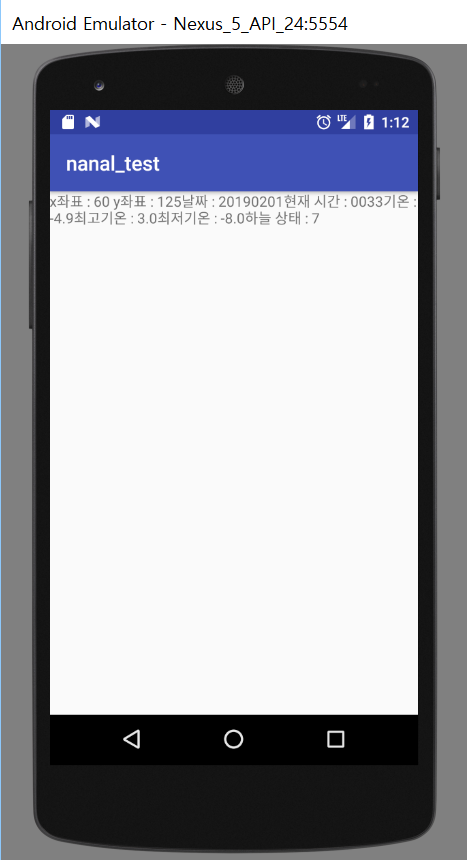 Android Emulator - Nexus_5_API_24:5554
LTE 1:12
nanal_test
x좌표 : 60 y좌표 : 125날짜 : 20190201현재 시간 : 0033기온 :
-4.9최고기온 : 3.0최저기온 : -8.0하늘 상태 : 7